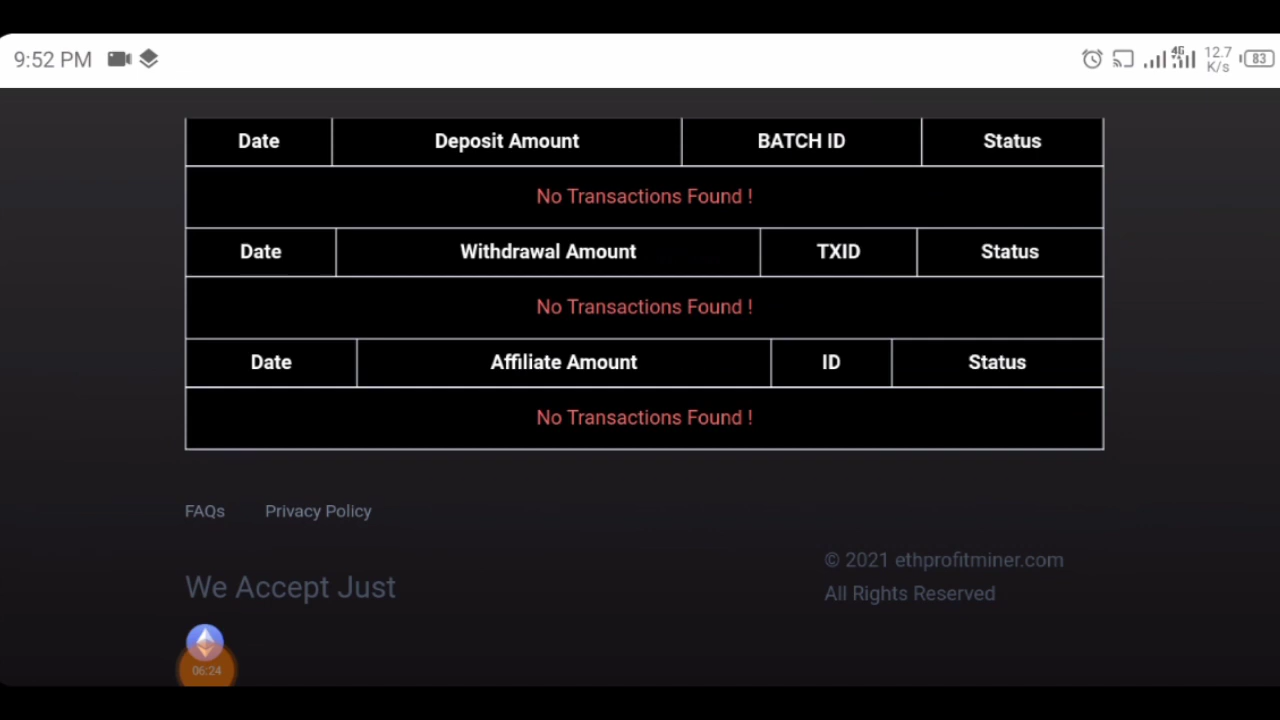 9:52 PM 4G 12.7 K/s 83
Date Deposit Amount BATCH ID Status
No Transactions Found !
Date Withdrawal Amount TXID Status
No Transactions Found !
Date Affiliate Amount ID Status
No Transactions Found !
FAQs Privacy Policy
© 2021 ethprofitminer.com
We Accept Just
All Rights Reserved
06:24